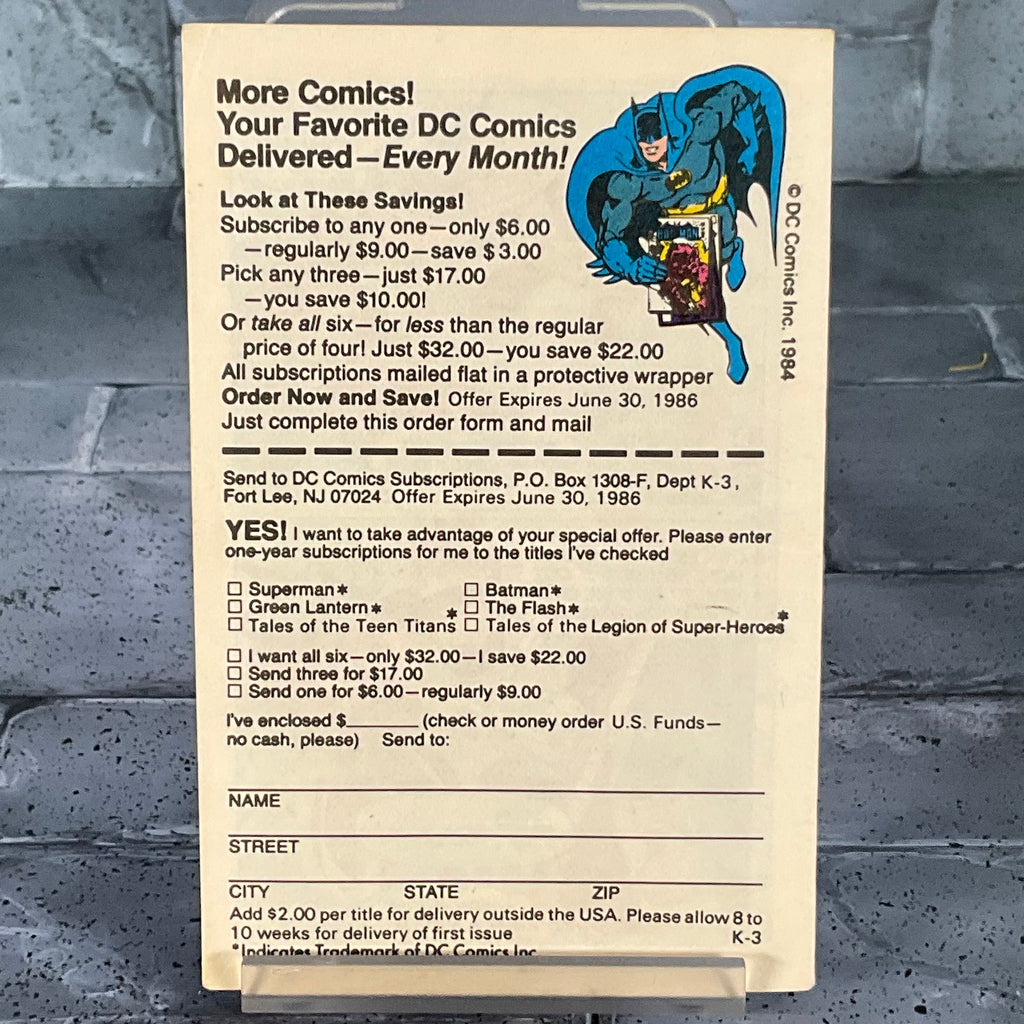 More Comics!
Your Favorite DC Comics
Delivered—Every Month!
Look at These Savings!
Subscribe to any one—only $6.00
—regularly $9.00—save $3.00
Pick any three—just $17.00
—you save $10.00!
Or take all six—for less than the regular
price of four! Just $32.00—you save $22.00
All subscriptions mailed flat in a protective wrapper
Order Now and Save! Offer Expires June 30, 1986
Just complete this order form and mail
BATMAN
© DC Comics Inc. 1984
Send to DC Comics Subscriptions, P.O. Box 1308-F, Dept K-3,
Fort Lee, NJ 07024 Offer Expires June 30, 1986
YES! I want to take advantage of your special offer. Please enter
one-year subscriptions for me to the titles I've checked
☐ Superman* ☐ Batman*
☐ Green Lantern* ☐ The Flash*
☐ Tales of the Teen Titans* ☐ Tales of the Legion of Super-Heroes*
☐ I want all six—only $32.00—I save $22.00
☐ Send three for $17.00
☐ Send one for $6.00—regularly $9.00
I've enclosed $________ (check or money order U.S. Funds—
no cash, please) Send to:
NAME
STREET
CITY STATE ZIP
Add $2.00 per title for delivery outside the USA. Please allow 8 to
10 weeks for delivery of first issue K-3
*Indicates Trademark of DC Comics Inc.